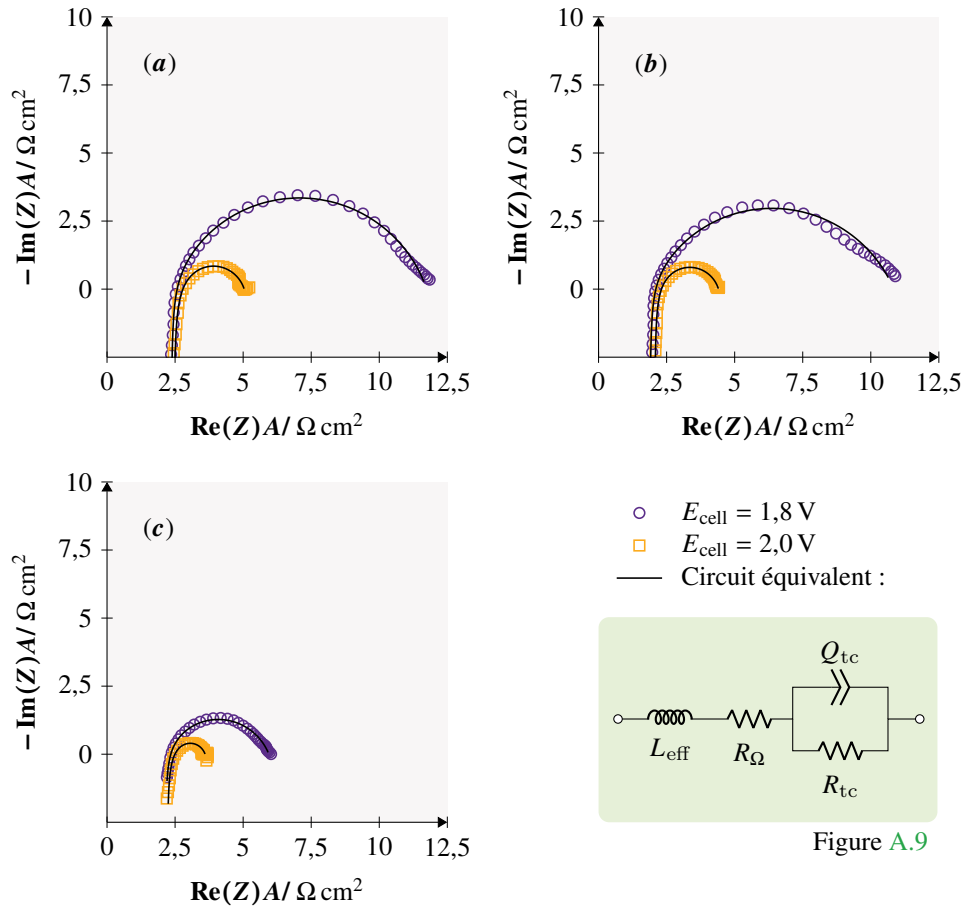 10
7,5
5
2,5
0
0
2,5
5
7,5
10
12,5
(a)
− Im(Z)A/ Ω cm²
Re(Z)A/ Ω cm²
10
7,5
5
2,5
0
0
2,5
5
7,5
10
12,5
(b)
− Im(Z)A/ Ω cm²
Re(Z)A/ Ω cm²
10
7,5
5
2,5
0
0
2,5
5
7,5
10
12,5
(c)
− Im(Z)A/ Ω cm²
Re(Z)A/ Ω cm²
E_cell = 1,8 V
E_cell = 2,0 V
Circuit équivalent :
Q_tc
L_eff
R_Ω
R_tc
Figure A.9